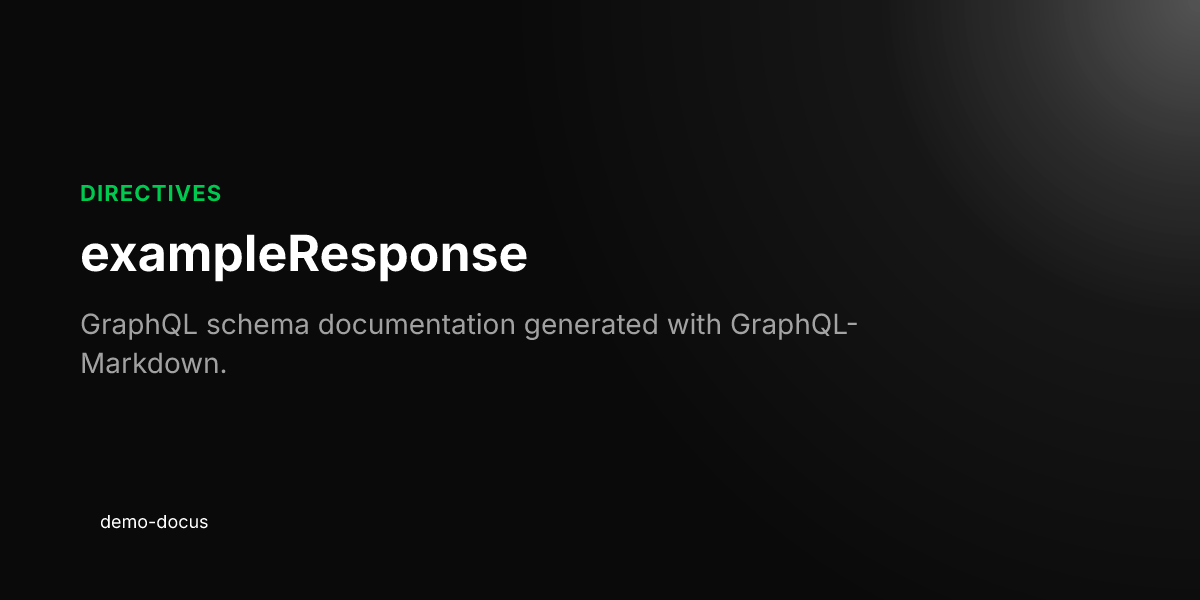 DIRECTIVES
exampleResponse
GraphQL schema documentation generated with GraphQL-
Markdown.
demo-docus